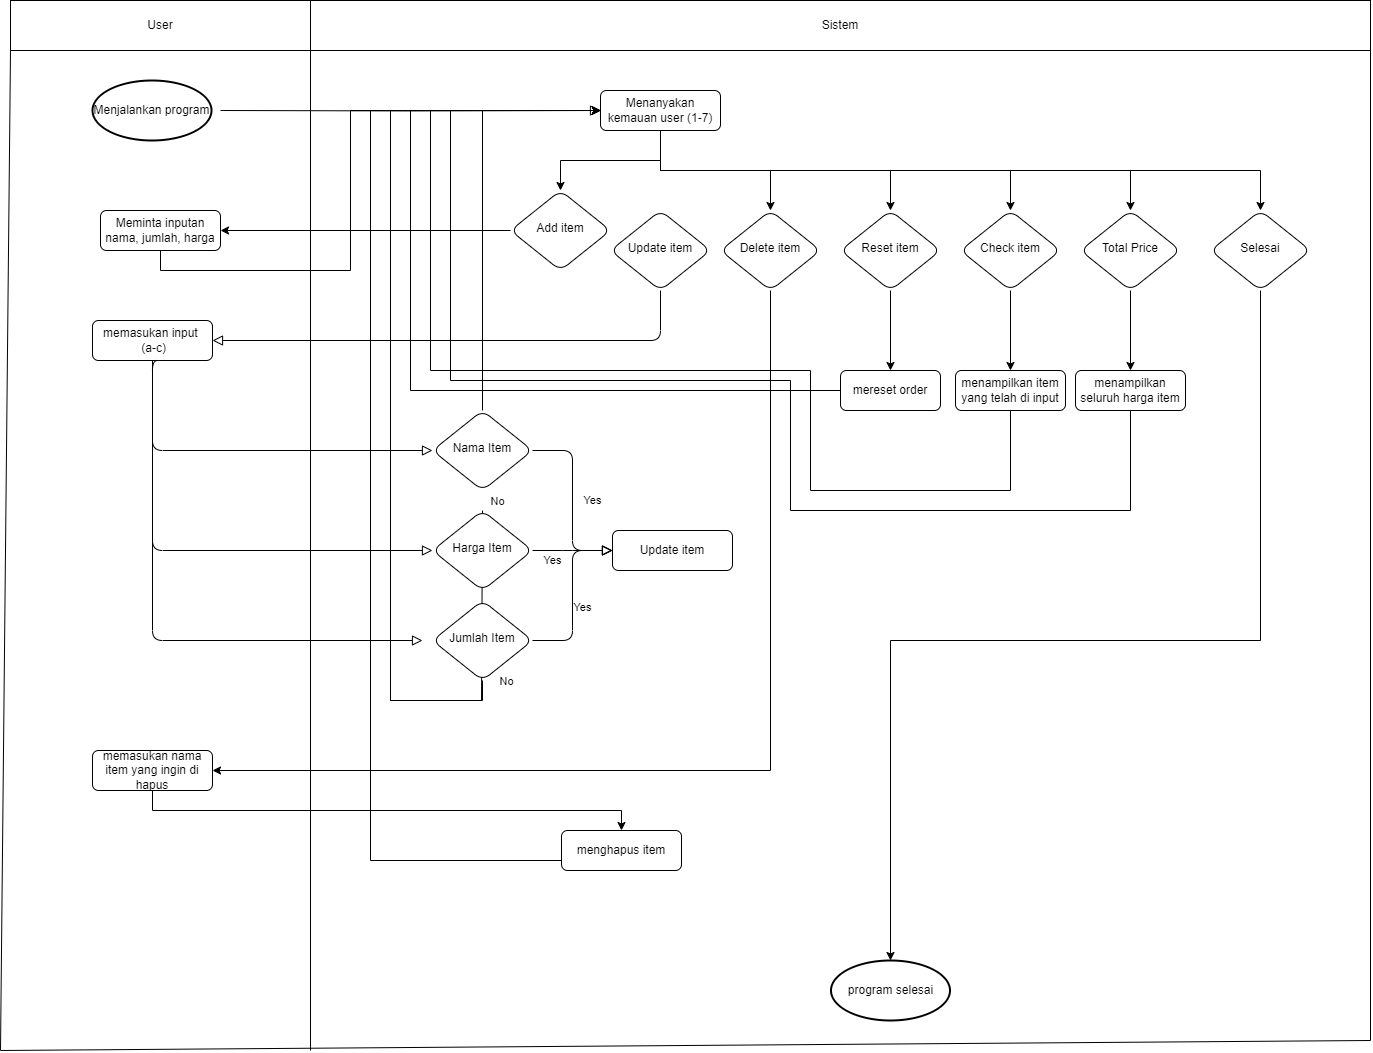 User
Sistem
Menjalankan program
Menanyakan
kemauan user (1-7)
Meminta inputan
nama, jumlah, harga
Add item
Update item
Delete item
Reset item
Check item
Total Price
Selesai
memasukan input
(a-c)
mereset order
menampilkan item
yang telah di input
menampilkan
seluruh harga item
Nama Item
No
Yes
Harga Item
Yes
Update item
Yes
Jumlah Item
No
memasukan nama
item yang ingin di
hapus
menghapus item
program selesai